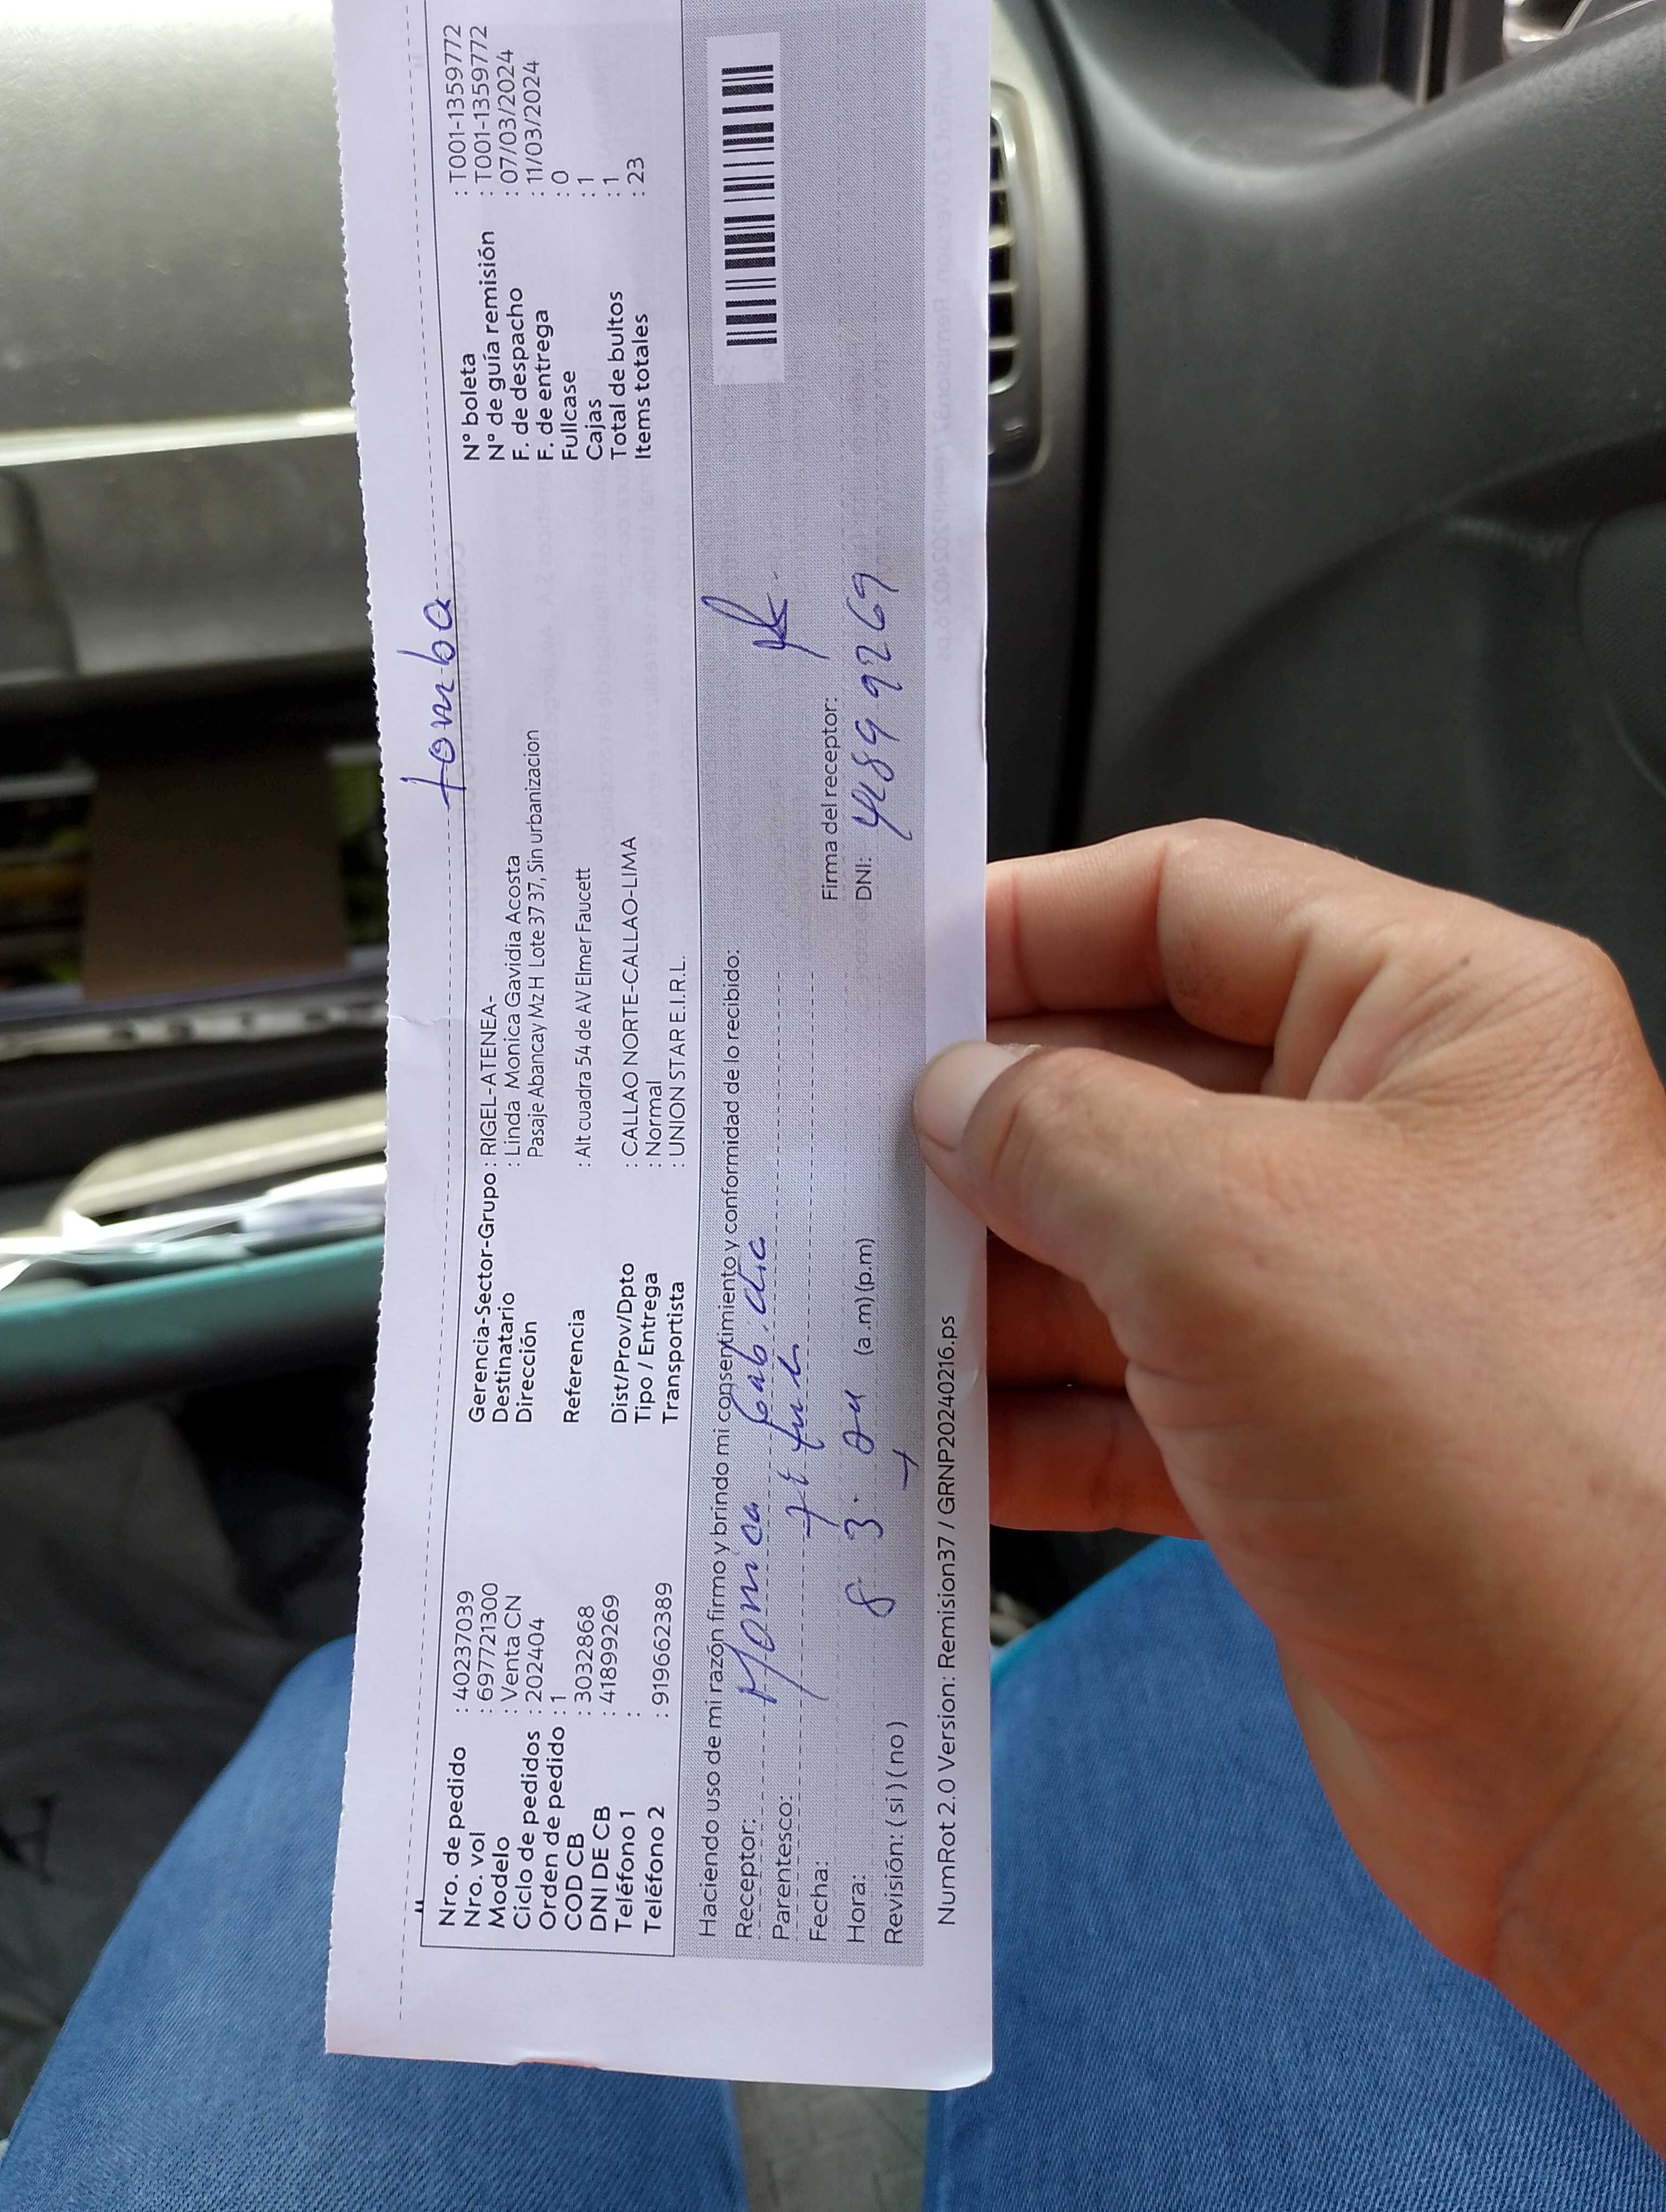 tomba
Nro. de pedido : 40237039
Nro. vol : 697721300
Modelo : Venta CN
Ciclo de pedidos : 202404
Orden de pedido : 1
COD CB : 3032868
DNI DE CB : 41899269
Teléfono 1 :
Teléfono 2 : 919662389
Gerencia-Sector-Grupo : RIGEL-ATENEA-
Destinatario : Linda Monica Gavidia Acosta
Dirección Pasaje Abancay Mz H Lote 37 37, Sin urbanizacion
Referencia : Alt cuadra 54 de AV Elmer Faucett
Dist/Prov/Dpto : CALLAO NORTE-CALLAO-LIMA
Tipo / Entrega : Normal
Transportista : UNION STAR E.I.R.L.
N° boleta : T001-1359772
N° de guía remisión : T001-1359772
F. de despacho : 07/03/2024
F. de entrega : 11/03/2024
Fullcase : 0
Cajas : 1
Total de bultos : 1
Items totales : 23
Haciendo uso de mi razón firmo y brindo mi consentimiento y conformidad de lo recibido:
Receptor: Monica
Parentesco:
Fecha: 8. 3. 24
Hora: (a.m) (p.m)
Revisión: ( si ) ( no )
Firma del receptor:
DNI: 41899269
NumRot 2.0 Version: Remision37 / GRNP20240216.ps